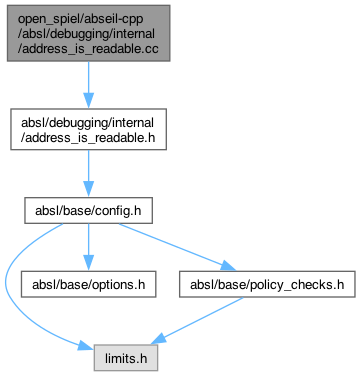 open_spiel/abseil-cpp
/absl/debugging/internal
/address_is_readable.cc
absl/debugging/internal
/address_is_readable.h
absl/base/config.h
absl/base/options.h
absl/base/policy_checks.h
limits.h